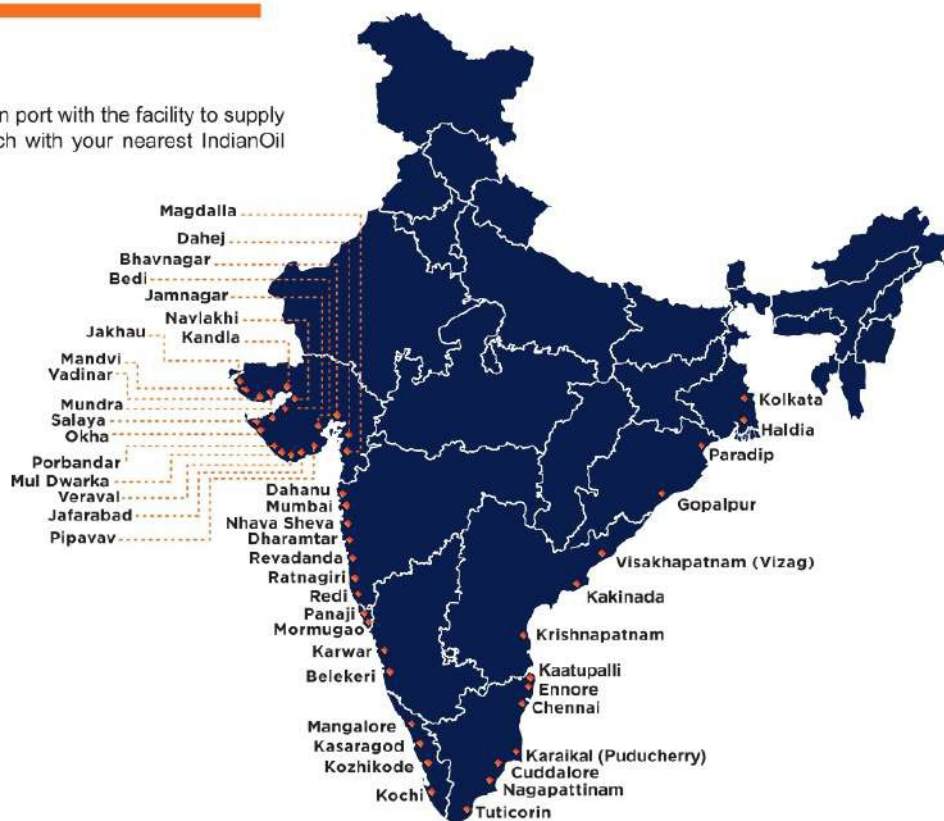 n port with the facility to supply
ch with your nearest IndianOil
Magdalla
Dahej
Bhavnagar
Bedi
Jamnagar
Navlakhi
Jakhau
Kandla
Mandvi
Vadinar
Mundra
Salaya
Okha
Porbandar
Mul Dwarka
Veraval
Jafarabad
Pipavav
Dahanu
Mumbai
Nhava Sheva
Dharamtar
Revadanda
Ratnagiri
Redi
Panaji
Mormugao
Karwar
Belekeri
Mangalore
Kasaragod
Kozhikode
Kochi
Kolkata
Haldia
Paradip
Gopalpur
Visakhapatnam (Vizag)
Kakinada
Krishnapatnam
Kaatupalli
Ennore
Chennai
Karaikal (Puducherry)
Cuddalore
Nagapattinam
Tuticorin